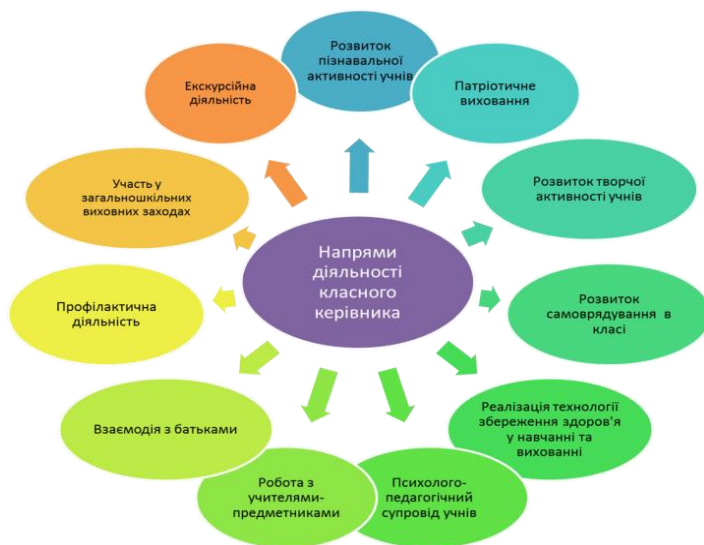 Розвиток
пізнавальної
активності учнів
Патріотичне
виховання
Розвиток творчої
активності учнів
Розвиток
самоврядування в
класі
Реалізація технології
збереження здоров'я
у навчанні та
вихованні
Психолого-
педагогічний
супровід учнів
Робота з
учителями-
предметниками
Взаємодія з батьками
Профілактична
діяльність
Участь у
загальношкільних
виховних заходах
Екскурсійна
діяльність
Напрями
діяльності
класного
керівника